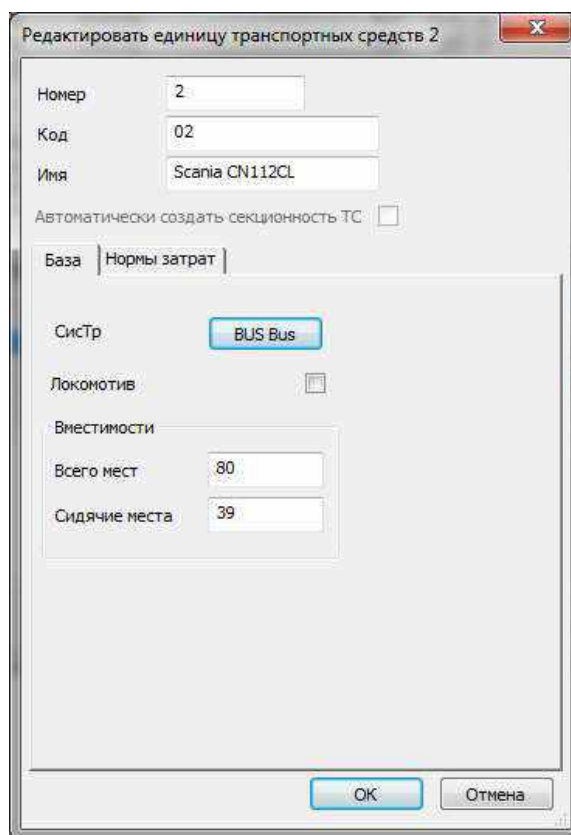 Редактировать единицу транспортных средств 2
Номер 2
Код 02
Имя Scania CN112CL
Автоматически создать секционность ТС
База Нормы затрат
СисТр BUS Bus
Локомотив
Вместимости
Всего мест 80
Сидячие места 39
OK Отмена